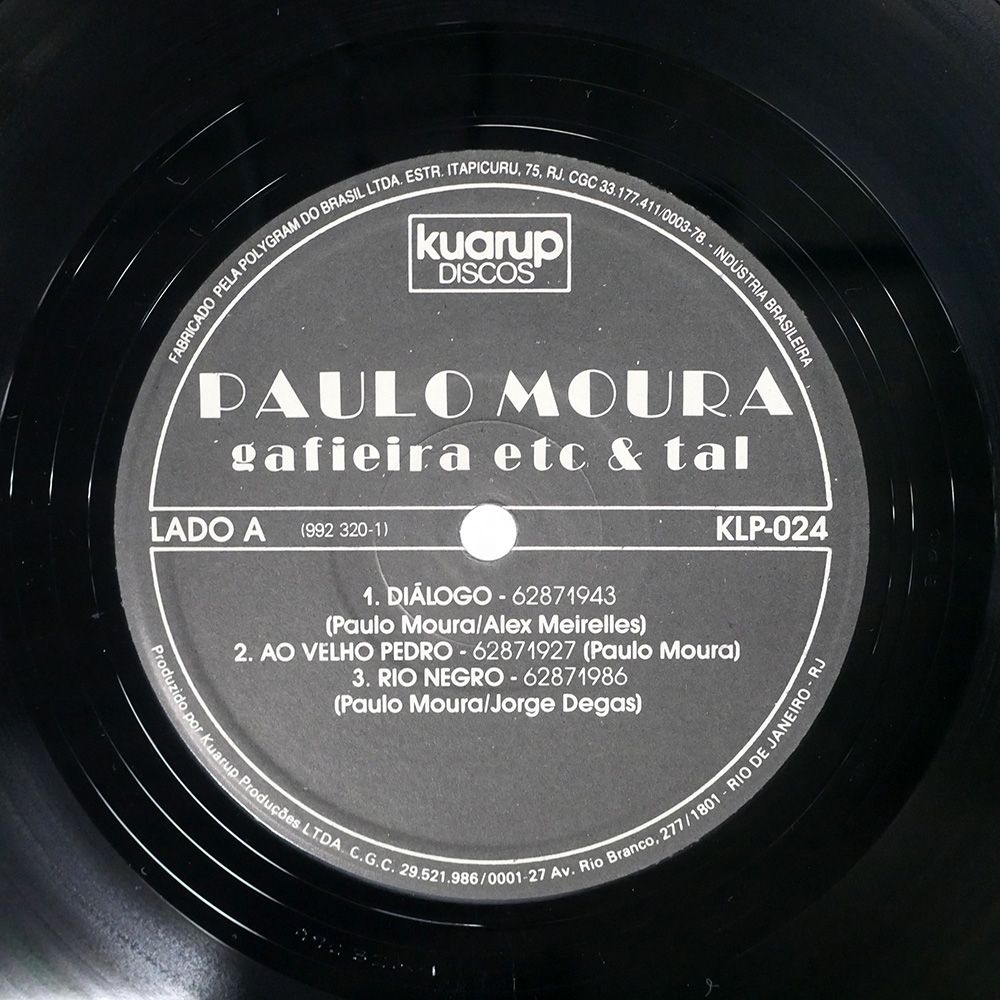 FABRICADO PELA POLYGRAM DO BRASIL LTDA. ESTR. ITAPICURU, 75, RJ. CGC 33.177.411/0003-78. - INDÚSTRIA BRASILEIRA
kuarup
DISCOS
PAULO MOURA
gafieira etc & tal
LADO A (992 320-1) KLP-024
1. DIÁLOGO - 62871943
(Paulo Moura/Alex Meirelles)
2. AO VELHO PEDRO - 62871927 (Paulo Moura)
3. RIO NEGRO - 62871986
(Paulo Moura/Jorge Degas)
Produzido por Kuarup Produções LTDA. C.G.C. 29.521.986/0001-27 Av. Rio Branco, 277/1801 - RIO DE JANEIRO - RJ